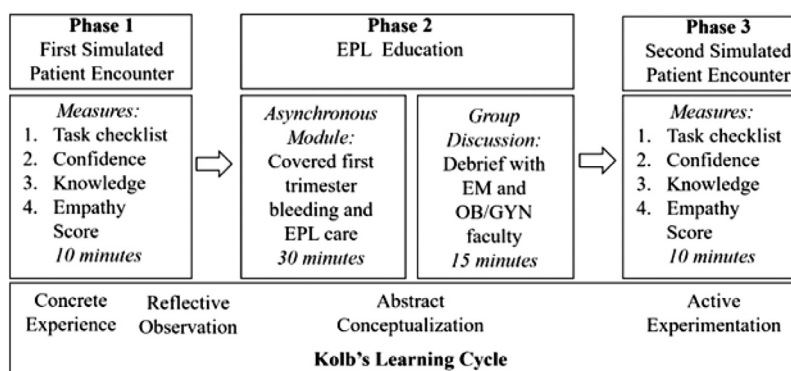 Phase 1
First Simulated
Patient Encounter
Phase 2
EPL Education
Phase 3
Second Simulated
Patient Encounter
Measures:
1. Task checklist
2. Confidence
3. Knowledge
4. Empathy
Score
10 minutes
Asynchronous
Module:
Covered first
trimester
bleeding and
EPL care
30 minutes
Group
Discussion:
Debrief with
EM and
OB/GYN
faculty
15 minutes
Measures:
1. Task checklist
2. Confidence
3. Knowledge
4. Empathy
Score
10 minutes
Concrete
Experience
Reflective
Observation
Abstract
Conceptualization
Active
Experimentation
Kolb's Learning Cycle